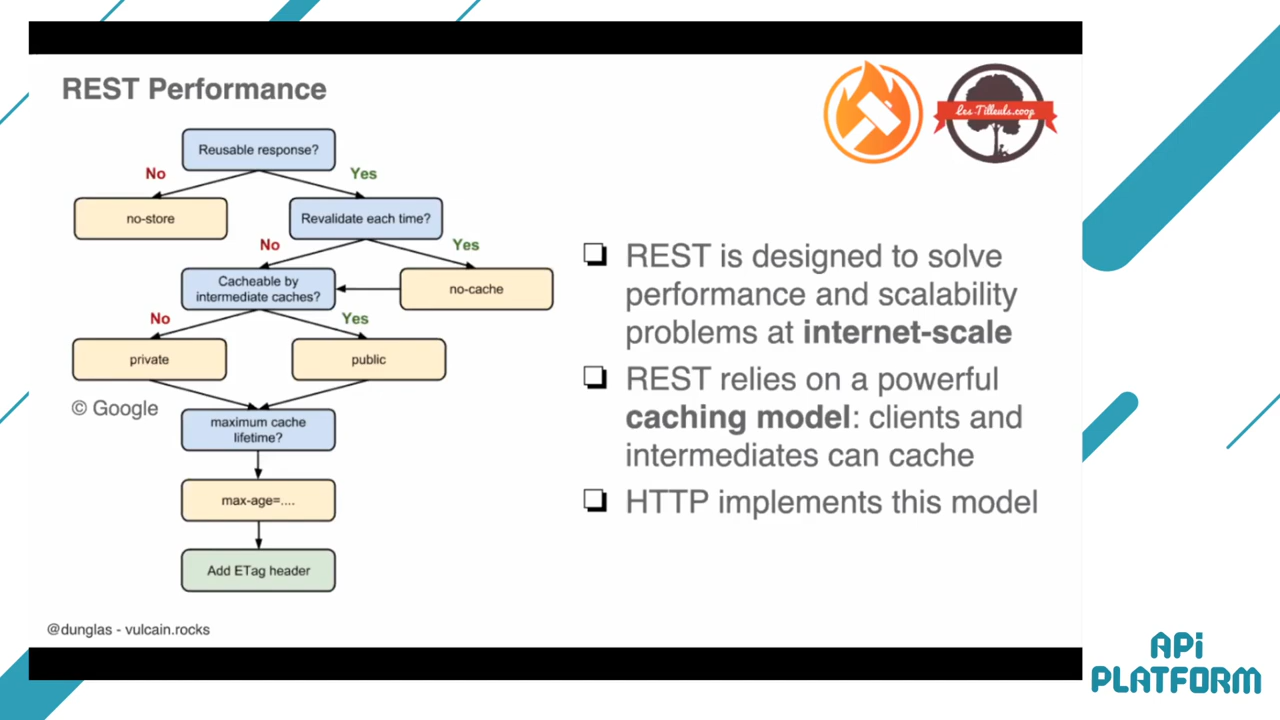 REST Performance
Les-Tilleuls.coop
Reusable response?
No
Yes
no-store
Revalidate each time?
No
Yes
Cacheable by
intermediate caches?
no-cache
No
Yes
private
public
© Google
maximum cache
lifetime?
max-age=....
Add ETag header
REST is designed to solve
performance and scalability
problems at internet-scale
REST relies on a powerful
caching model: clients and
intermediates can cache
HTTP implements this model
@dunglas - vulcain.rocks
APi
PLATFORM